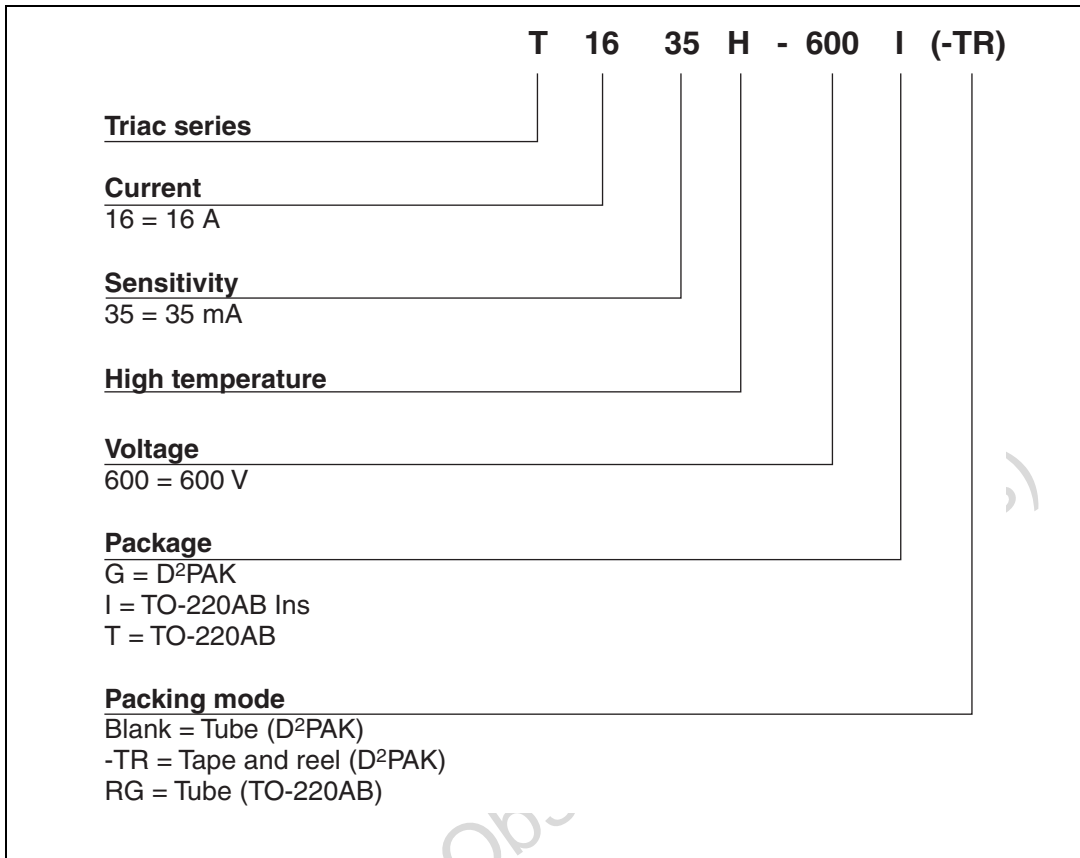 T 16 35 H - 600 I (-TR)
Triac series
Current
16 = 16 A
Sensitivity
35 = 35 mA
High temperature
Voltage
600 = 600 V
Package
G = D²PAK
I = TO-220AB Ins
T = TO-220AB
Packing mode
Blank = Tube (D²PAK)
-TR = Tape and reel (D²PAK)
RG = Tube (TO-220AB)